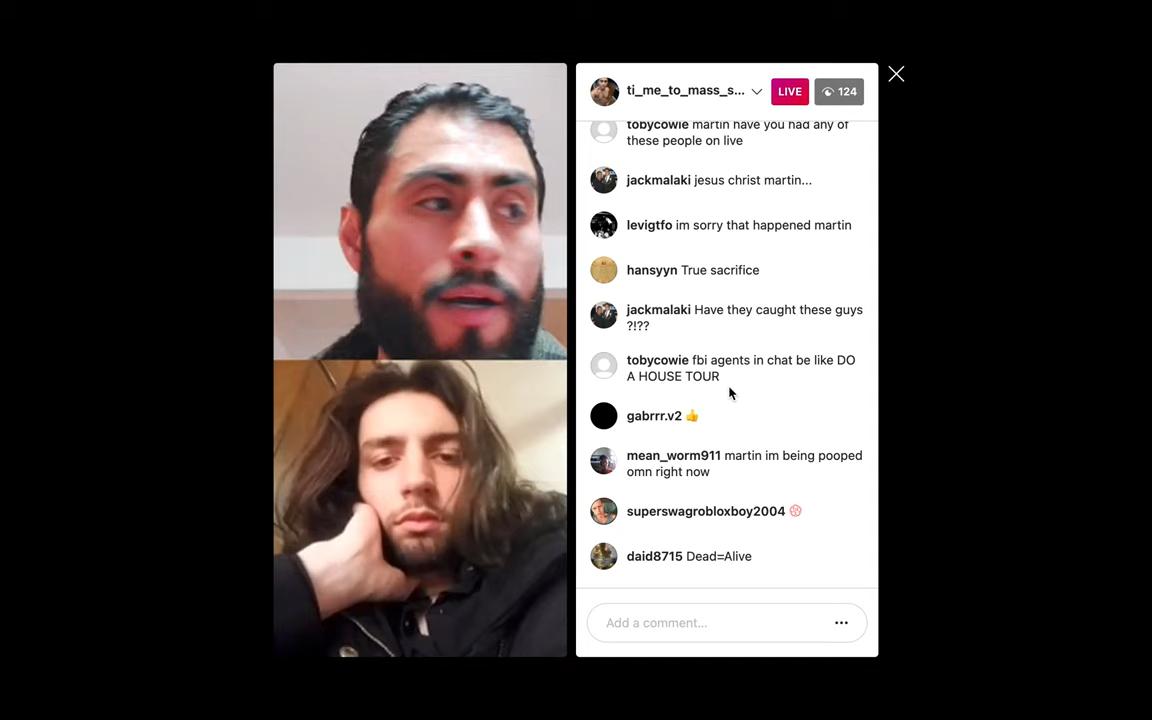 ti_me_to_mass_s... LIVE 124
tobycowie martin have you had any of
these people on live
jackmalaki jesus christ martin...
levigtfo im sorry that happened martin
hansyyn True sacrifice
jackmalaki Have they caught these guys
?!??
tobycowie fbi agents in chat be like DO
A HOUSE TOUR
gabrrr.v2 👍
mean_worm911 martin im being pooped
omn right now
superswagrobloxboy2004
daid8715 Dead=Alive
Add a comment...